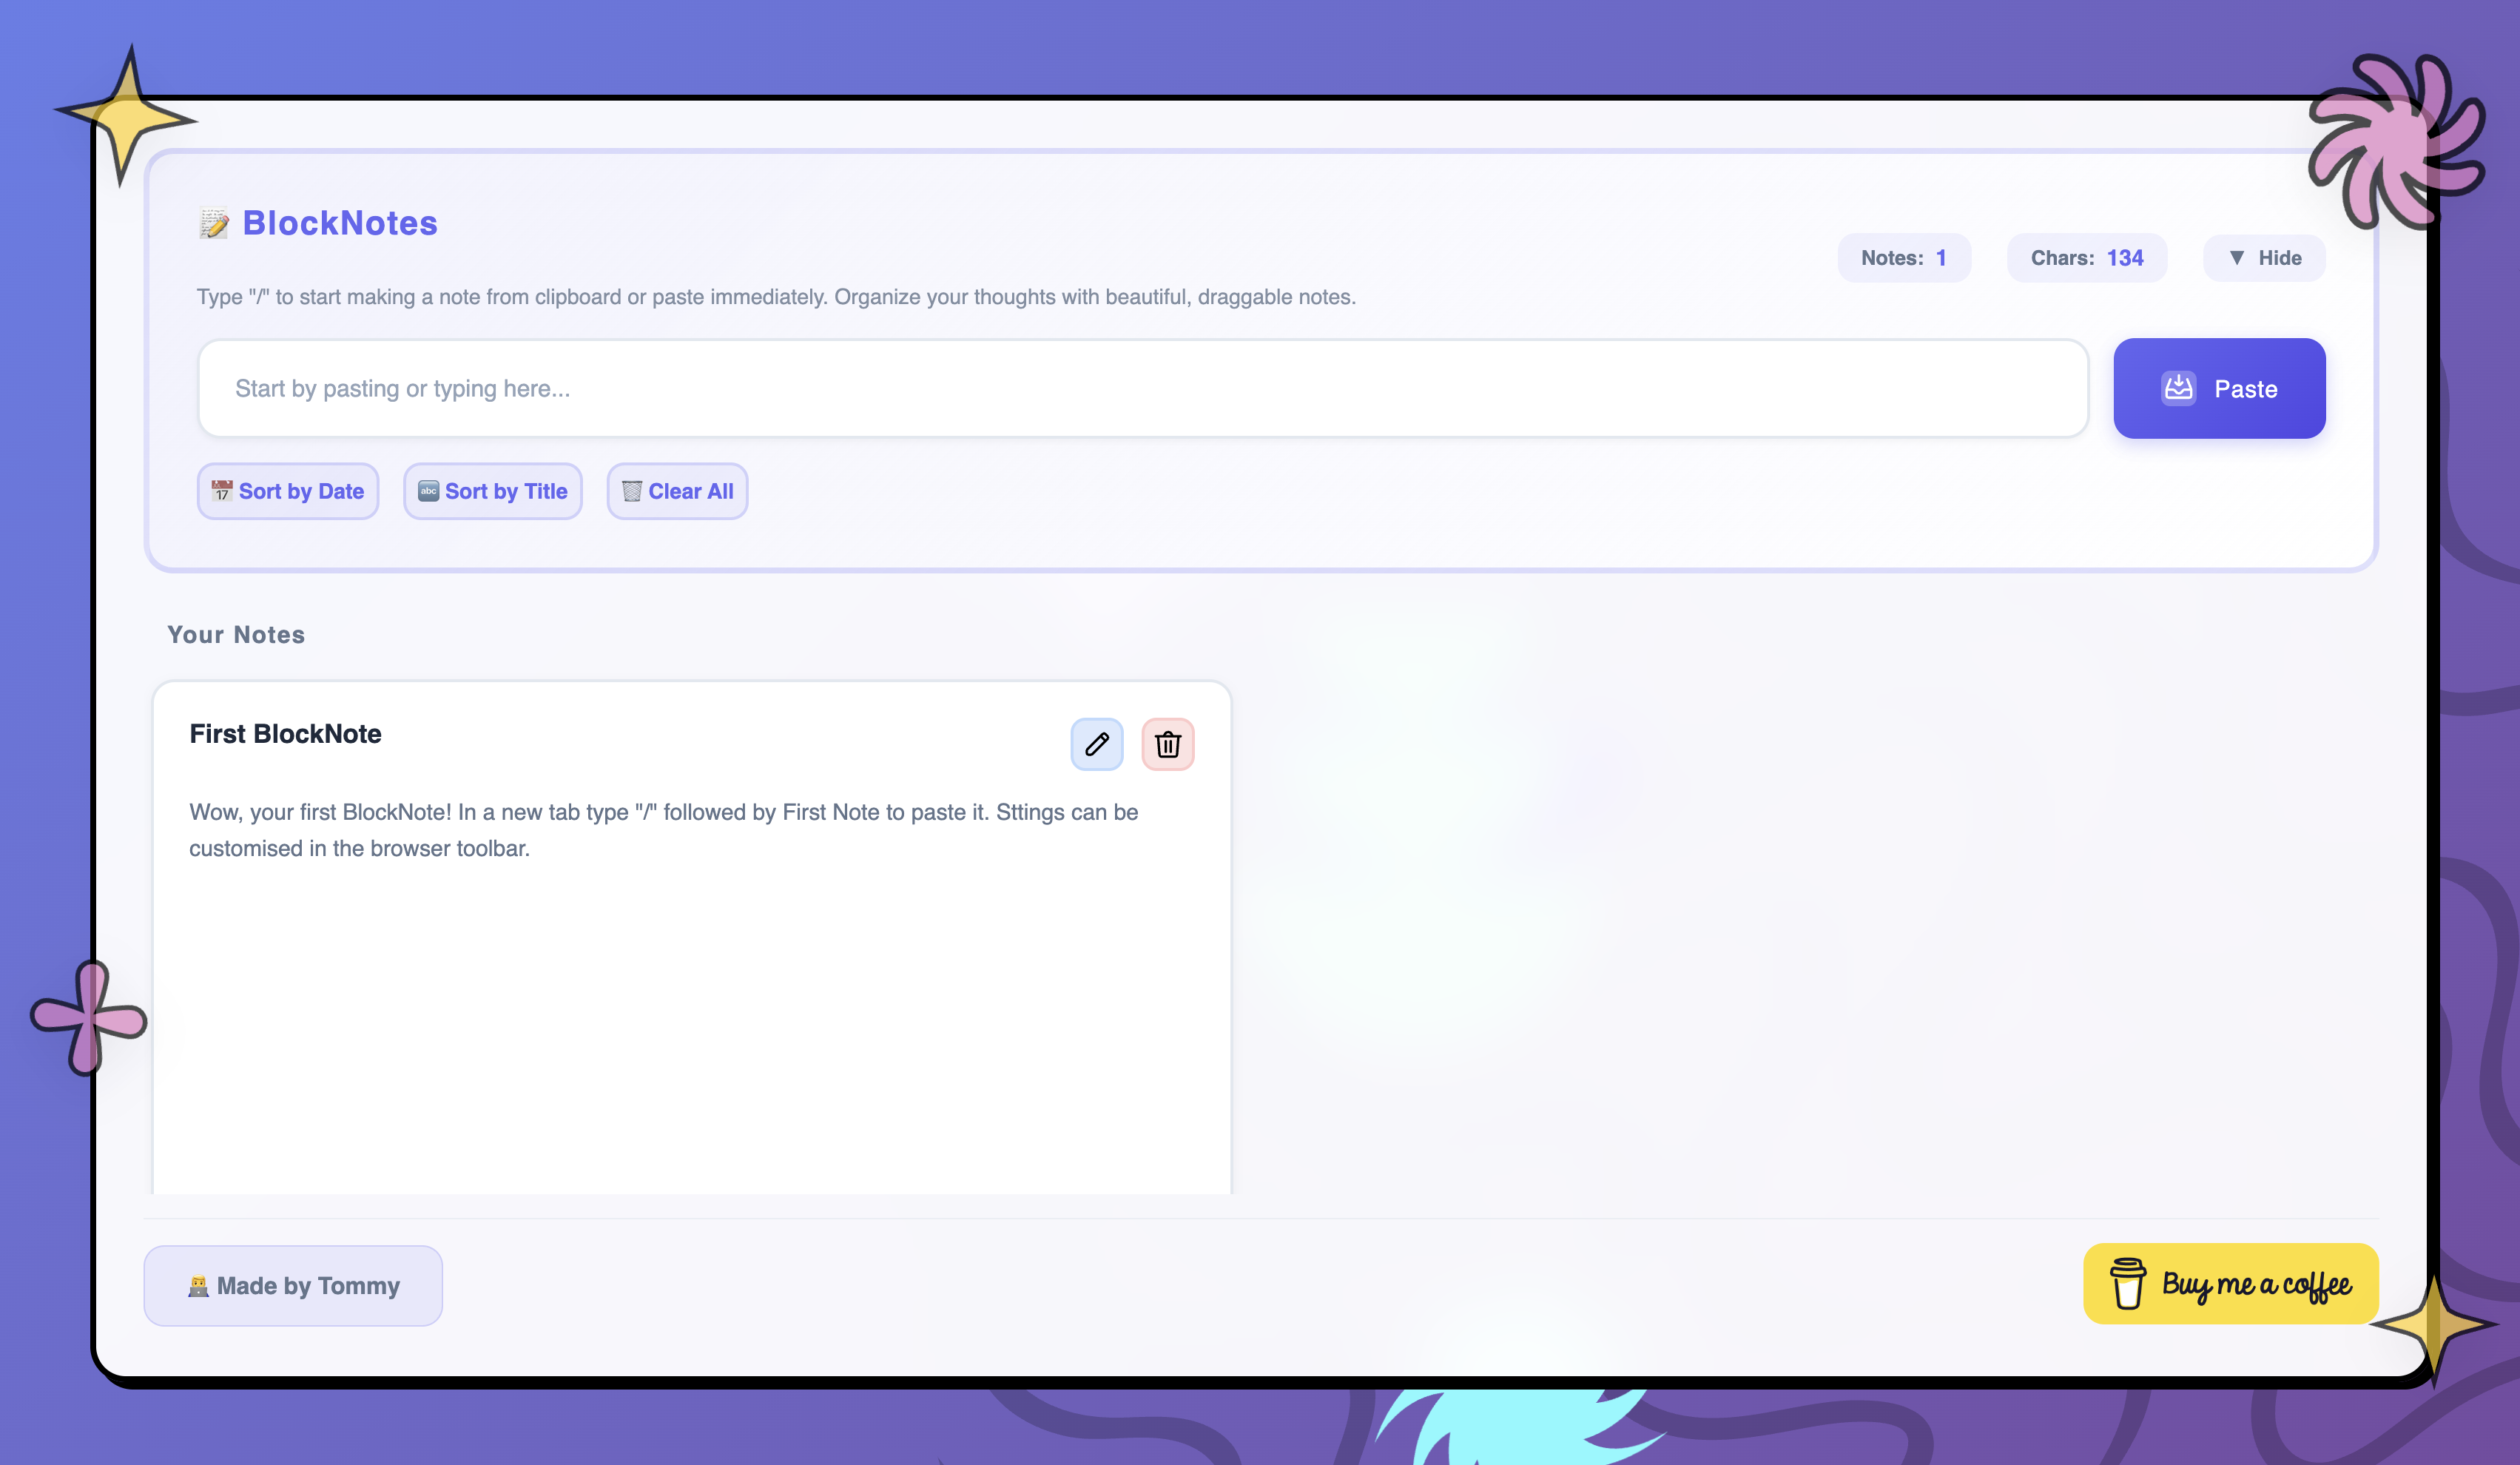 📝 BlockNotes
Notes: 1
Chars: 134
▼ Hide
Type "/" to start making a note from clipboard or paste immediately. Organize your thoughts with beautiful, draggable notes.
Start by pasting or typing here...
Paste
📅 Sort by Date
🔤 Sort by Title
🗑️ Clear All
Your Notes
First BlockNote
Wow, your first BlockNote! In a new tab type "/" followed by First Note to paste it. Sttings can be
customised in the browser toolbar.
👨‍💻 Made by Tommy
Buy me a coffee